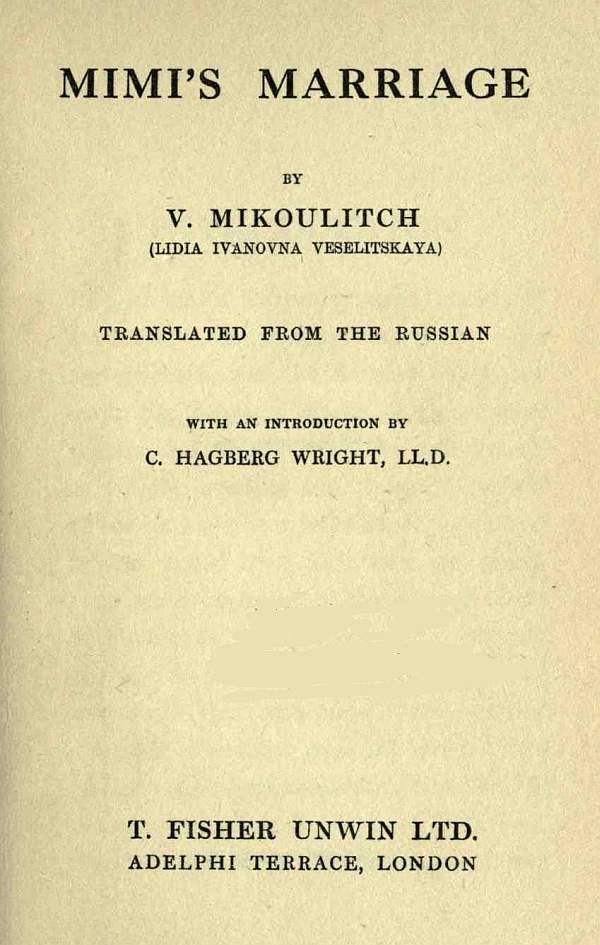 MIMI'S MARRIAGE
BY
V. MIKOULITCH
(LIDIA IVANOVNA VESELITSKAYA)
TRANSLATED FROM THE RUSSIAN
WITH AN INTRODUCTION BY
C. HAGBERG WRIGHT, LL.D.
T. FISHER UNWIN LTD.
ADELPHI TERRACE, LONDON